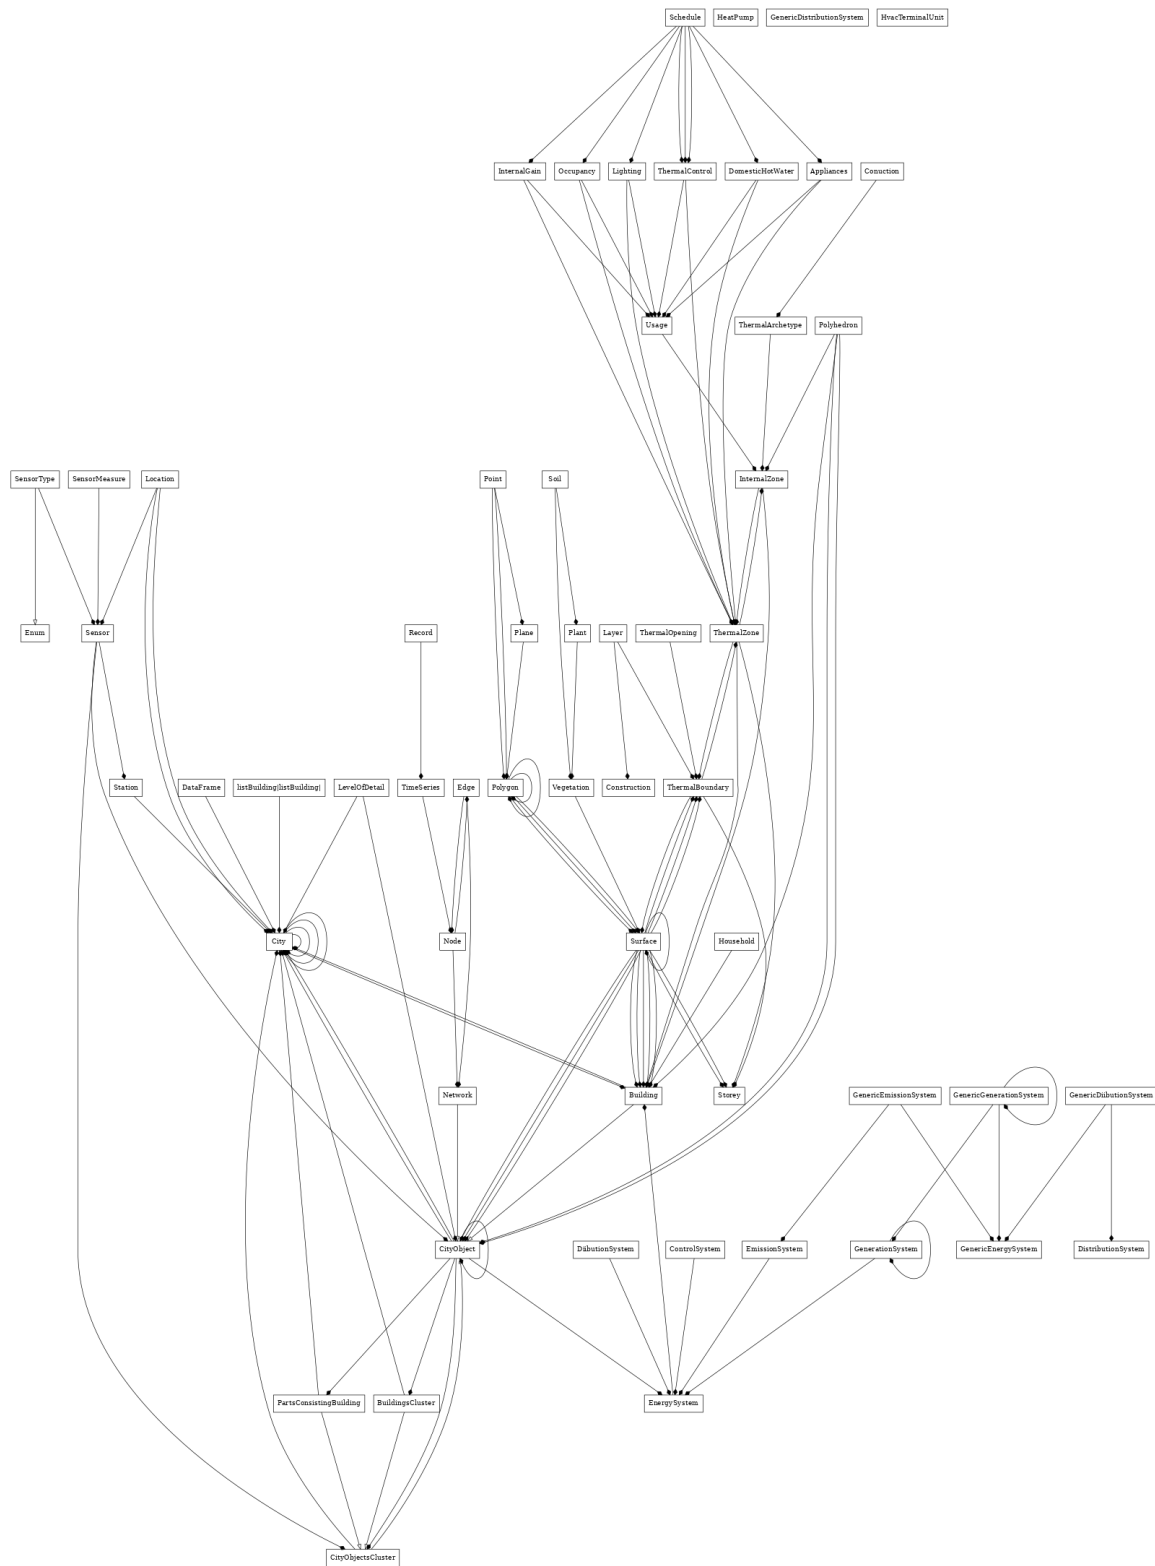 Schedule
HeatPump
GenericDistributionSystem
HvacTerminalUnit
InternalGain
Occupancy
Lighting
ThermalControl
DomesticHotWater
Appliances
Conuction
Usage
ThermalArchetype
Polyhedron
SensorType
SensorMeasure
Location
Point
Soil
InternalZone
Enum
Sensor
Record
Plane
Plant
Layer
ThermalOpening
ThermalZone
Station
DataFrame
listBuilding|listBuilding|
LevelOfDetail
TimeSeries
Edge
Polygon
Vegetation
Construction
ThermalBoundary
City
Node
Surface
Household
Network
Building
Storey
GenericEmissionSystem
GenericGenerationSystem
GenericDiibutionSystem
CityObject
DiibutionSystem
ControlSystem
EmissionSystem
GenerationSystem
GenericEnergySystem
DistributionSystem
PartsConsistingBuilding
BuildingsCluster
EnergySystem
CityObjectsCluster